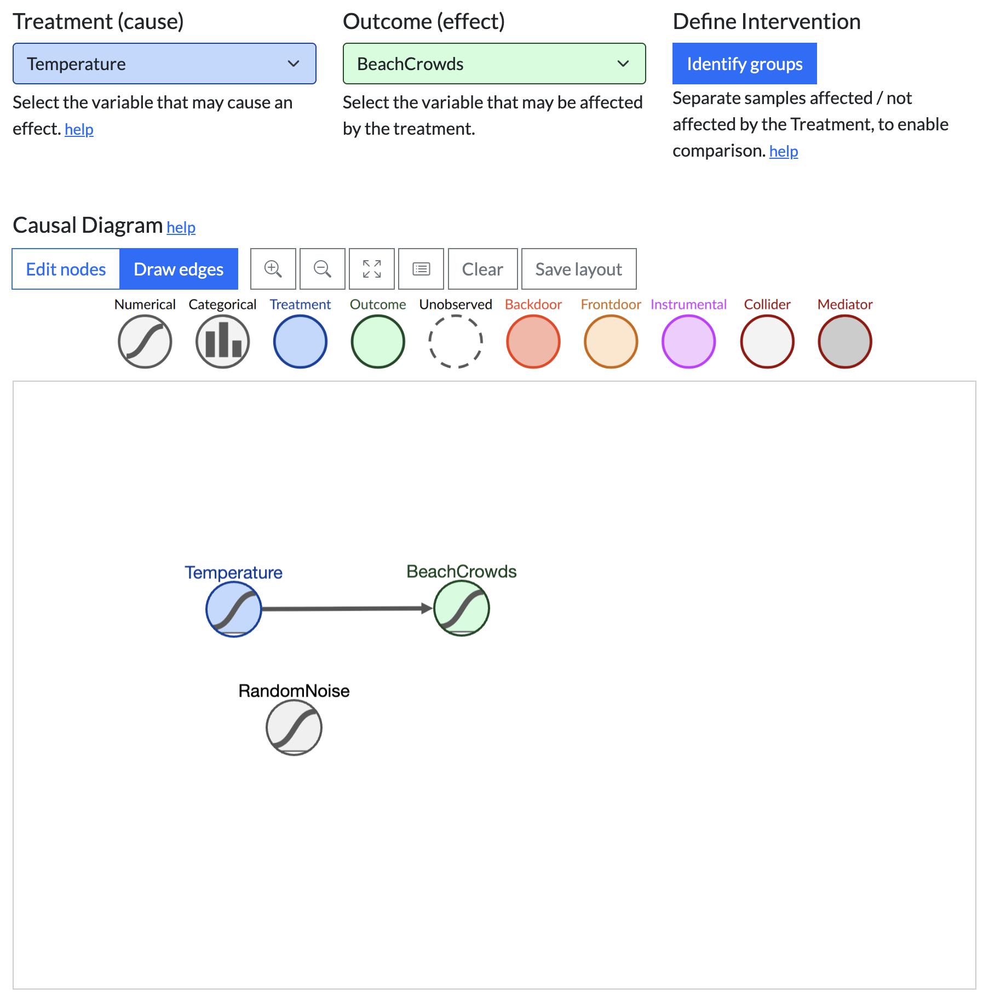 Treatment (cause)
Temperature
Select the variable that may cause an
effect. help
Outcome (effect)
BeachCrowds
Select the variable that may be affected
by the treatment.
Define Intervention
Identify groups
Separate samples affected / not
affected by the Treatment, to enable
comparison. help
Causal Diagram help
Edit nodes Draw edges Clear Save layout
Numerical Categorical Treatment Outcome Unobserved Backdoor Frontdoor Instrumental Collider Mediator
Temperature BeachCrowds
RandomNoise